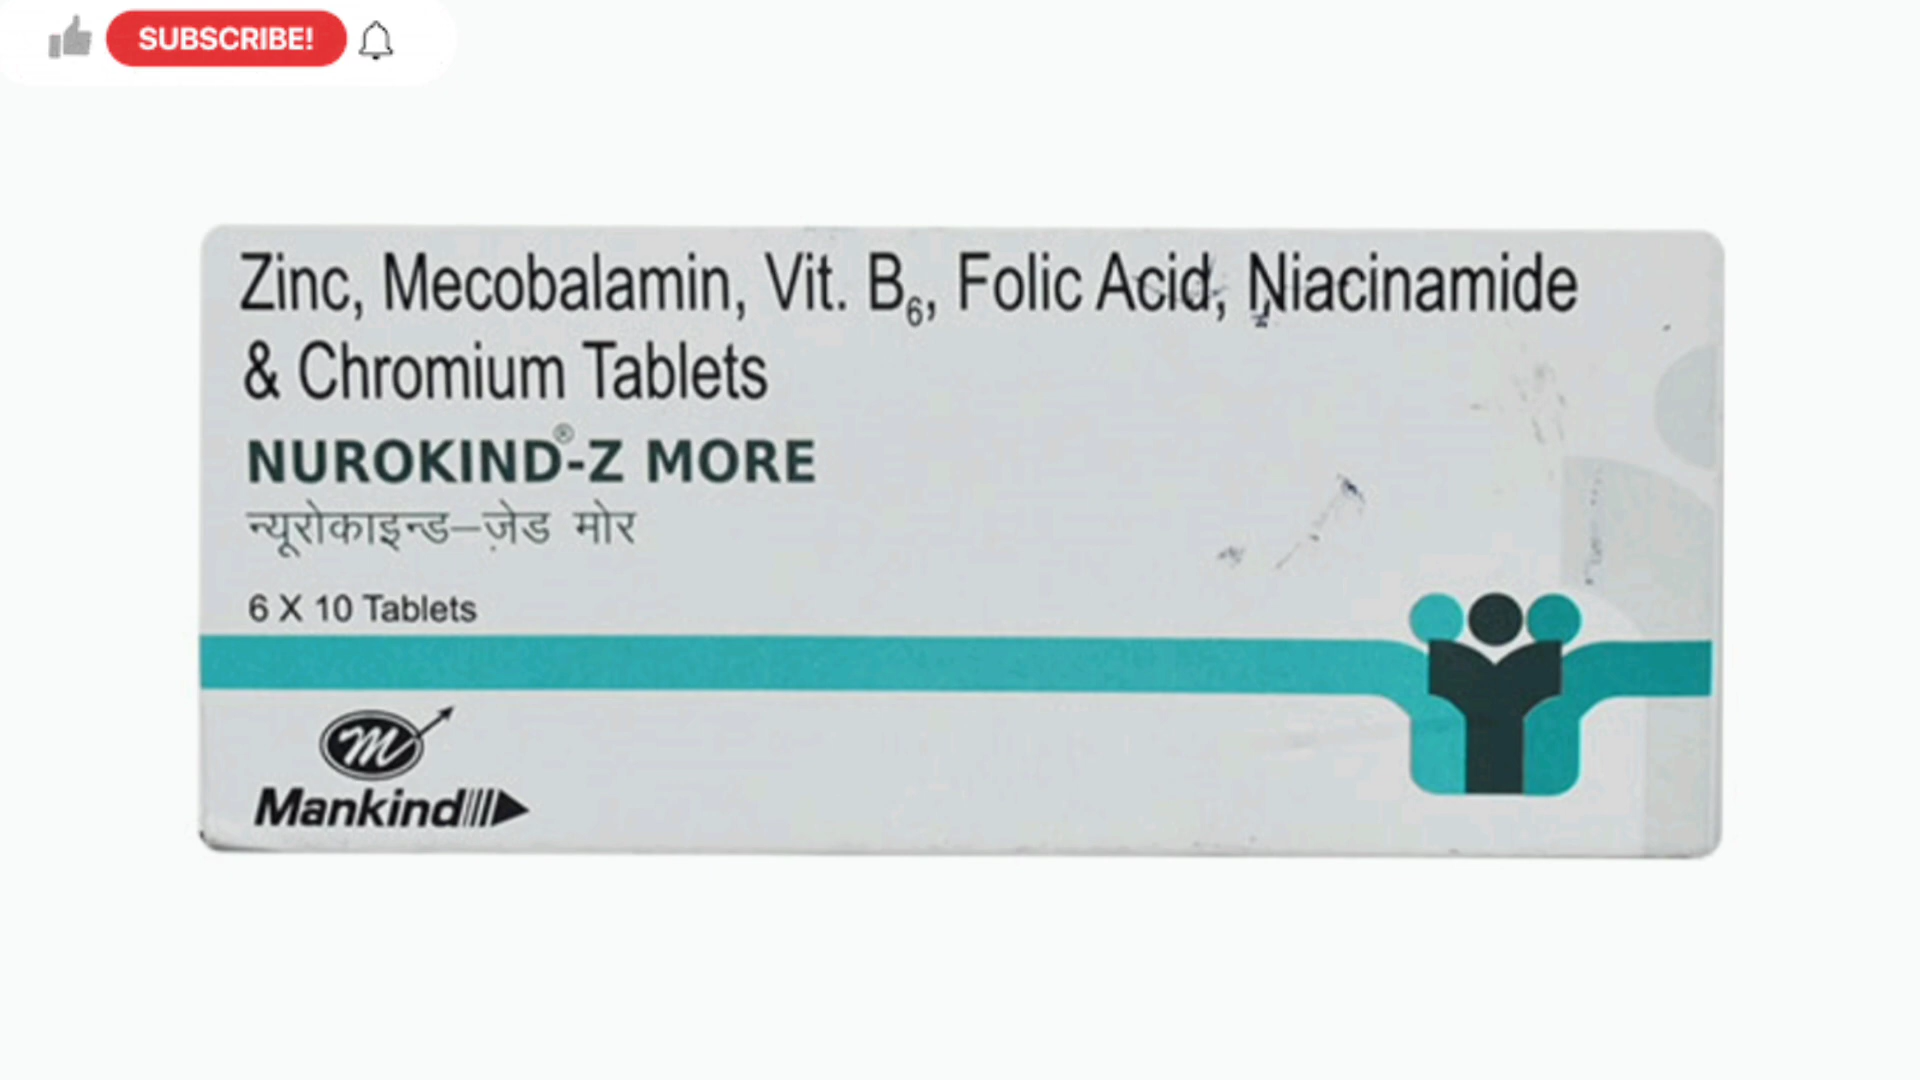 SUBSCRIBE!
Zinc, Mecobalamin, Vit. B₆, Folic Acid, Niacinamide
& Chromium Tablets
NUROKIND®-Z MORE
न्यूरोकाइन्ड–ज़ेड मोर
6 X 10 Tablets
m
Mankind